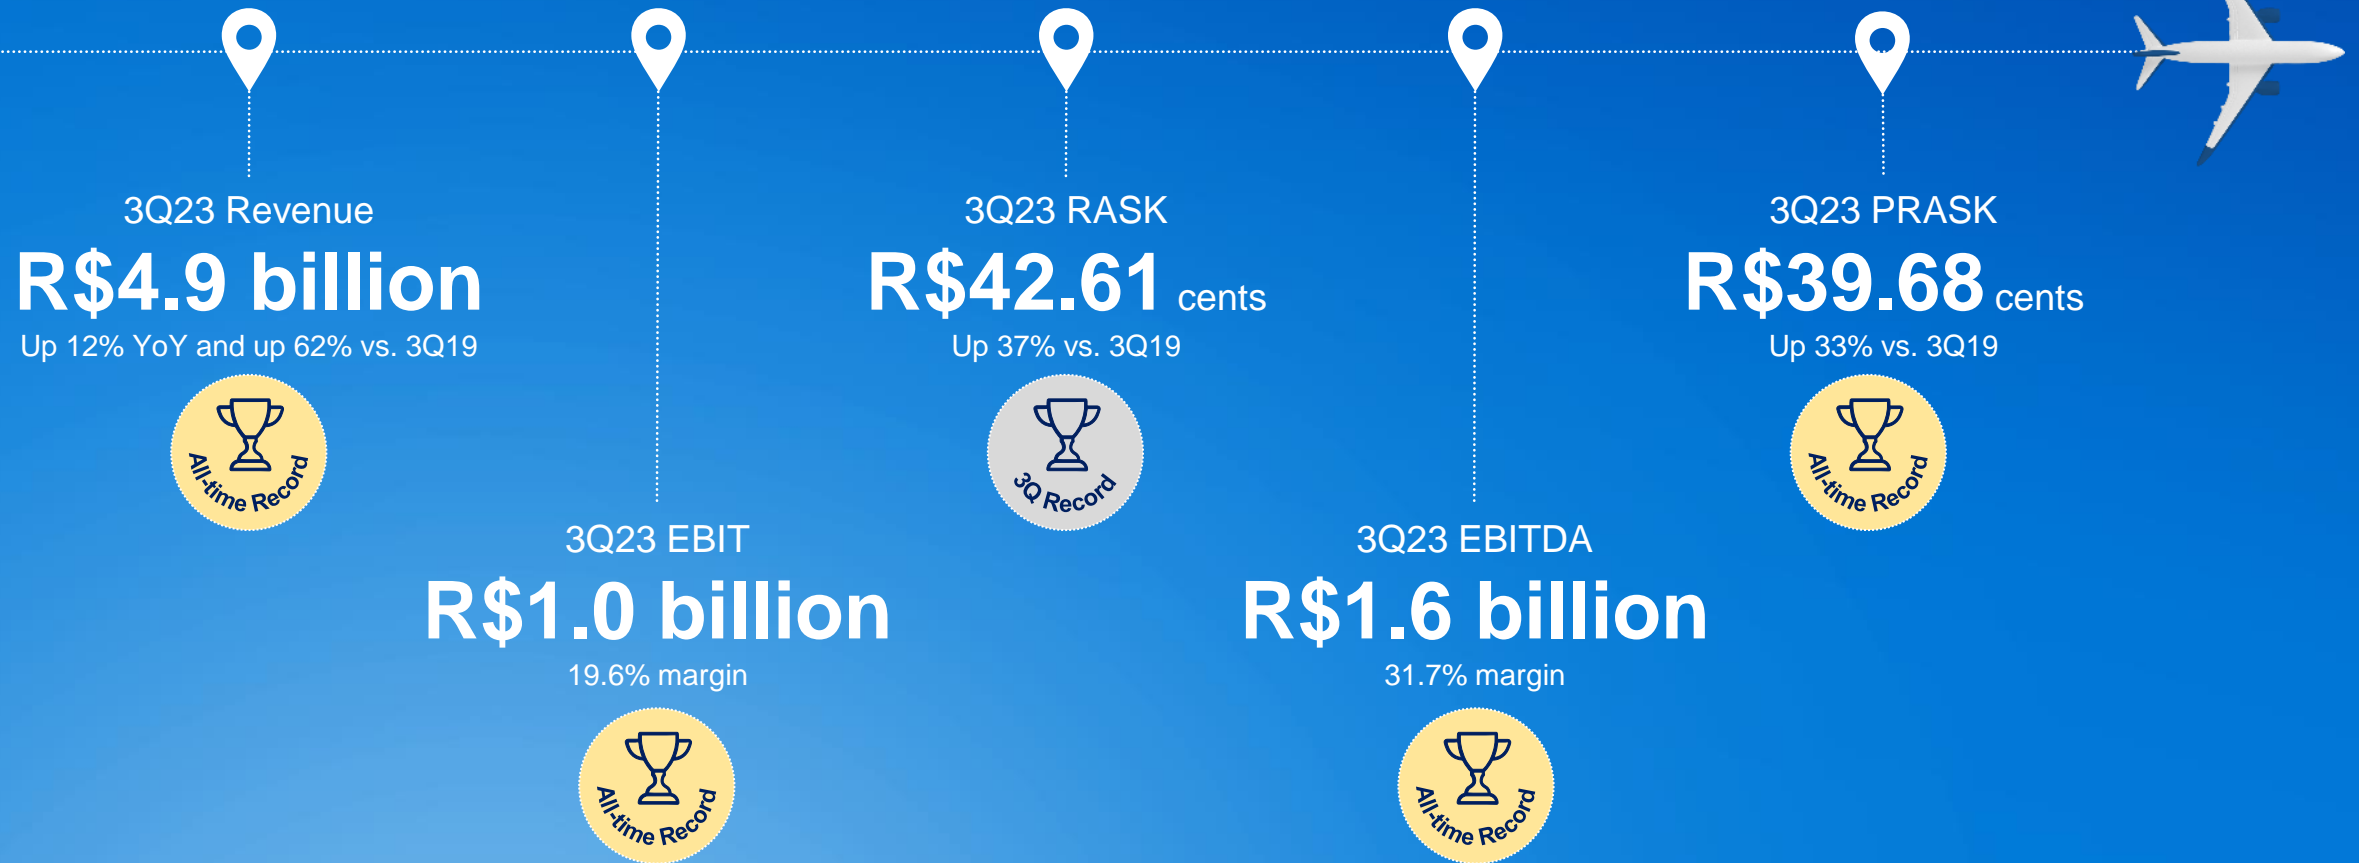 3Q23 Revenue
R$4.9 billion
Up 12% YoY and up 62% vs. 3Q19
All-time Record
3Q23 EBIT
R$1.0 billion
19.6% margin
All-time Record
3Q23 RASK
R$42.61 cents
Up 37% vs. 3Q19
3Q Record
3Q23 EBITDA
R$1.6 billion
31.7% margin
All-time Record
3Q23 PRASK
R$39.68 cents
Up 33% vs. 3Q19
All-time Record